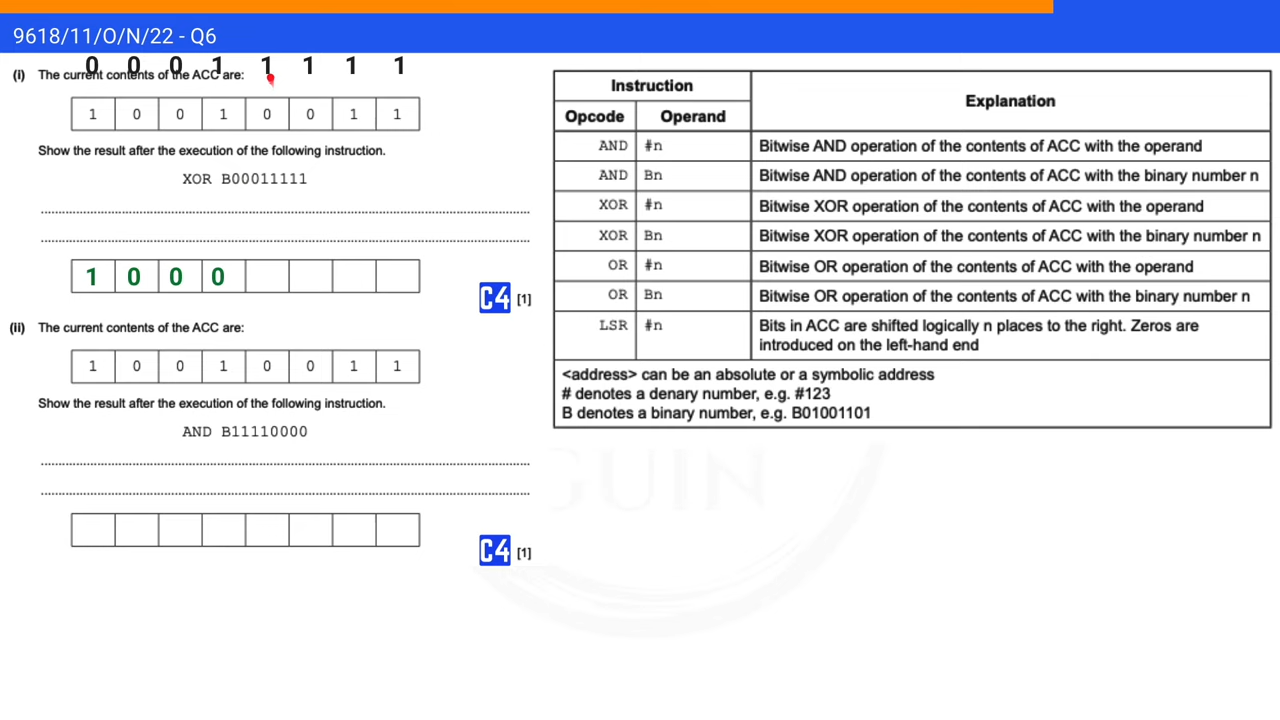 9618/11/O/N/22 - Q6
0 0 0 1 1 1 1 1
(i) The current contents of the ACC are:
1 0 0 1 0 0 1 1
Show the result after the execution of the following instruction.
XOR B00011111
1 0 0 0
C4 [1]
(ii) The current contents of the ACC are:
1 0 0 1 0 0 1 1
Show the result after the execution of the following instruction.
AND B11110000
C4 [1]
Instruction
Explanation
Opcode Operand
AND #n Bitwise AND operation of the contents of ACC with the operand
AND Bn Bitwise AND operation of the contents of ACC with the binary number n
XOR #n Bitwise XOR operation of the contents of ACC with the operand
XOR Bn Bitwise XOR operation of the contents of ACC with the binary number n
OR #n Bitwise OR operation of the contents of ACC with the operand
OR Bn Bitwise OR operation of the contents of ACC with the binary number n
LSR #n Bits in ACC are shifted logically n places to the right. Zeros are
introduced on the left-hand end
<address> can be an absolute or a symbolic address
# denotes a denary number, e.g. #123
B denotes a binary number, e.g. B01001101
GUIN